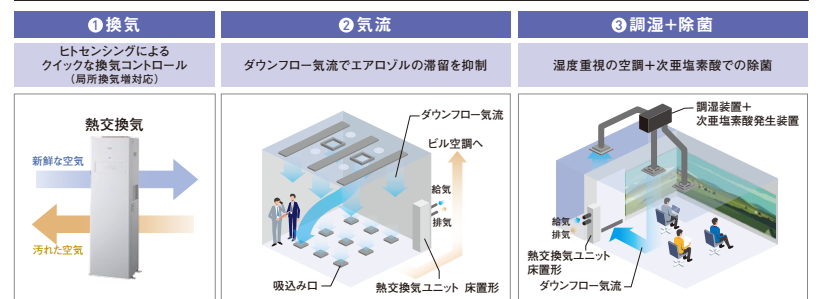 ❶換気
ヒトセンシングによる
クイックな換気コントロール
（局所換気増対応）
熱交換気
新鮮な空気
汚れた空気
❷気流
ダウンフロー気流でエアロゾルの滞留を抑制
ダウンフロー気流
ビル空調へ
給気
排気
吸込み口
熱交換気ユニット 床置形
❸調湿＋除菌
湿度重視の空調＋次亜塩素酸での除菌
調湿装置＋
次亜塩素酸発生装置
給気
排気
熱交換気ユニット
床置形
ダウンフロー気流